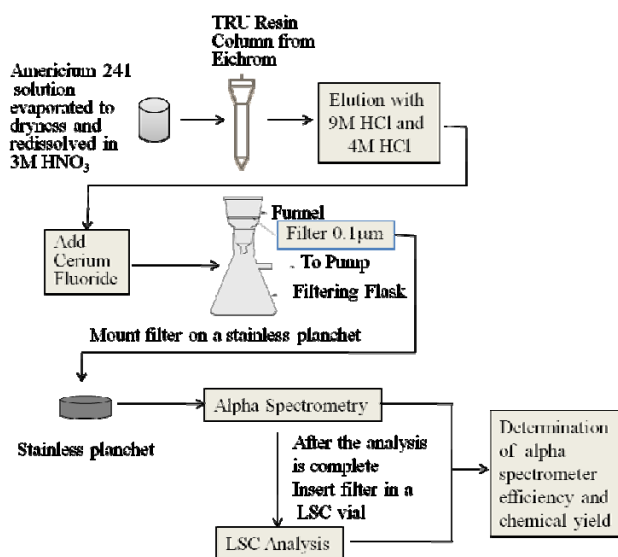 TRU Resin
Column from
Eichrom
Americium 241
solution
evaporated to
dryness and
redissolved in
3M HNO₃
Elution with
9M HCl and
4M HCl
Add
Cerium
Fluoride
Funnel
Filter 0.1µm
To Pump
Filtering Flask
Mount filter on a stainless planchet
Stainless planchet
Alpha Spectrometry
After the analysis
is complete
Insert filter in a
LSC vial
LSC Analysis
Determination
of alpha
spectrometer
efficiency and
chemical yield